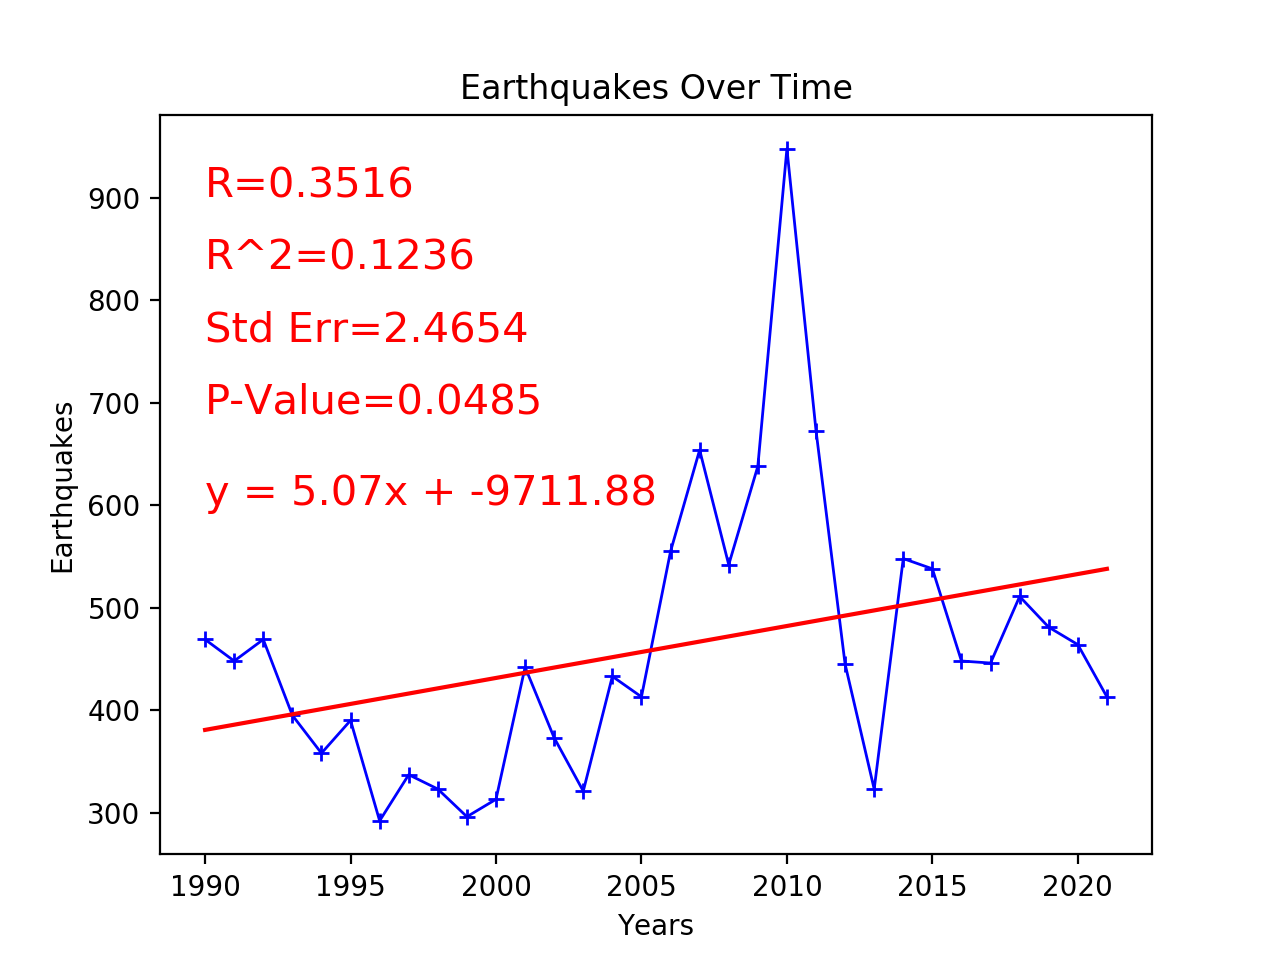 Earthquakes Over Time
R=0.3516
R^2=0.1236
Std Err=2.4654
P-Value=0.0485
y = 5.07x + -9711.88
900
800
700
600
500
400
300
Earthquakes
1990 1995 2000 2005 2010 2015 2020
Years